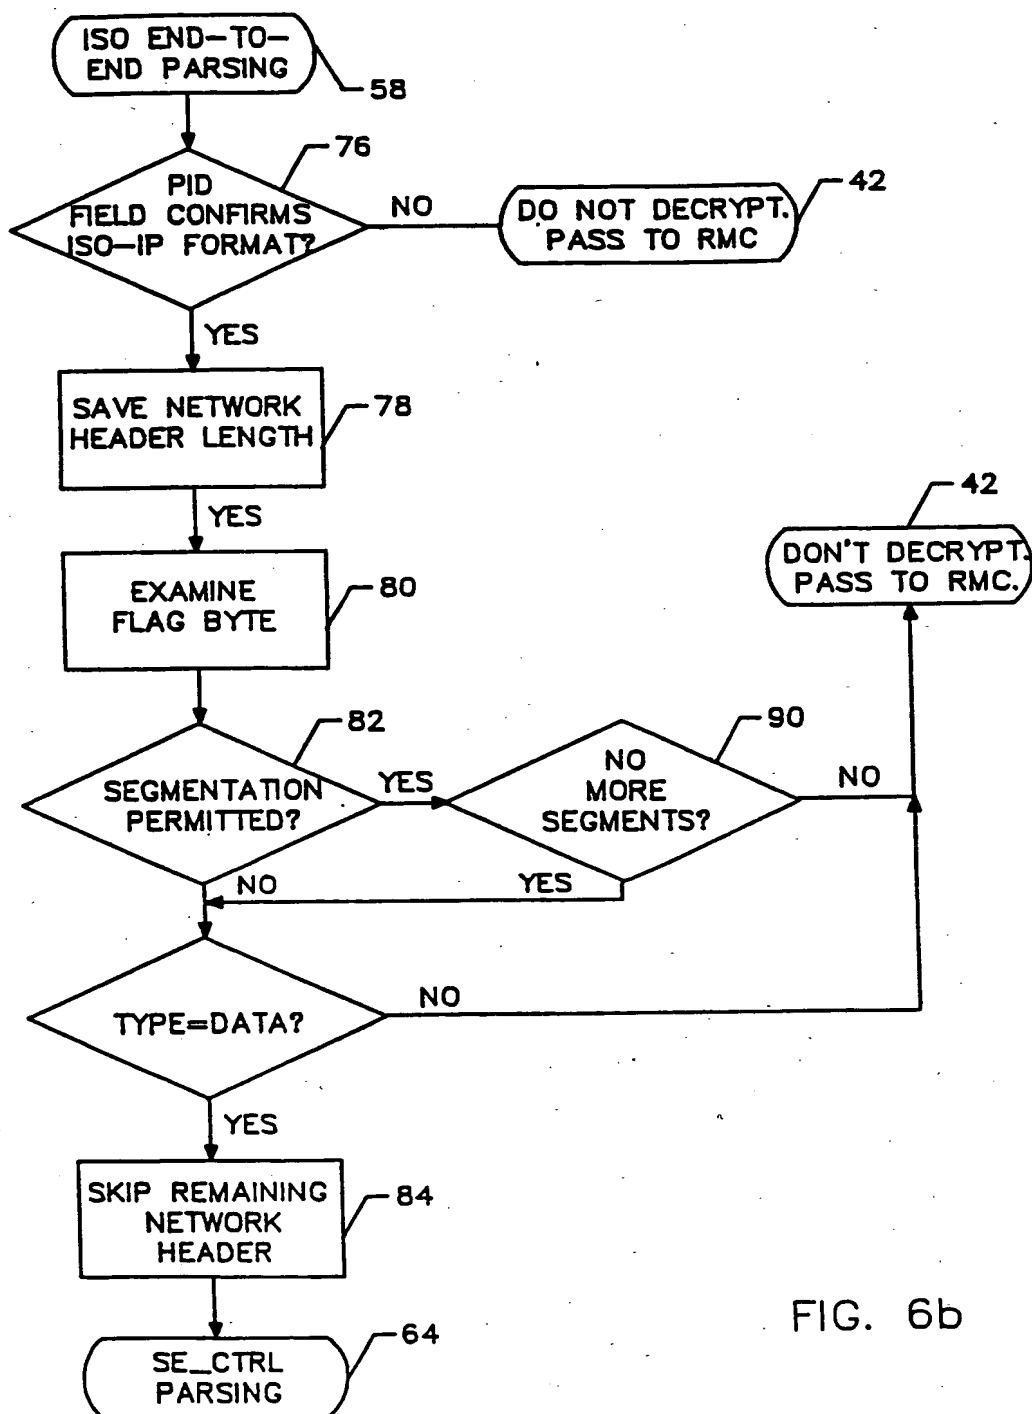 ISO END-TO-
END PARSING
58
76
PID
FIELD CONFIRMS
ISO-IP FORMAT?
NO
42
DO NOT DECRYPT.
PASS TO RMC
YES
SAVE NETWORK
HEADER LENGTH
78
YES
EXAMINE
FLAG BYTE
80
42
DON'T DECRYPT.
PASS TO RMC.
82
SEGMENTATION
PERMITTED?
YES
90
NO
MORE
SEGMENTS?
NO
NO
YES
TYPE=DATA?
NO
YES
SKIP REMAINING
NETWORK
HEADER
84
SE_CTRL
PARSING
64
FIG. 6b